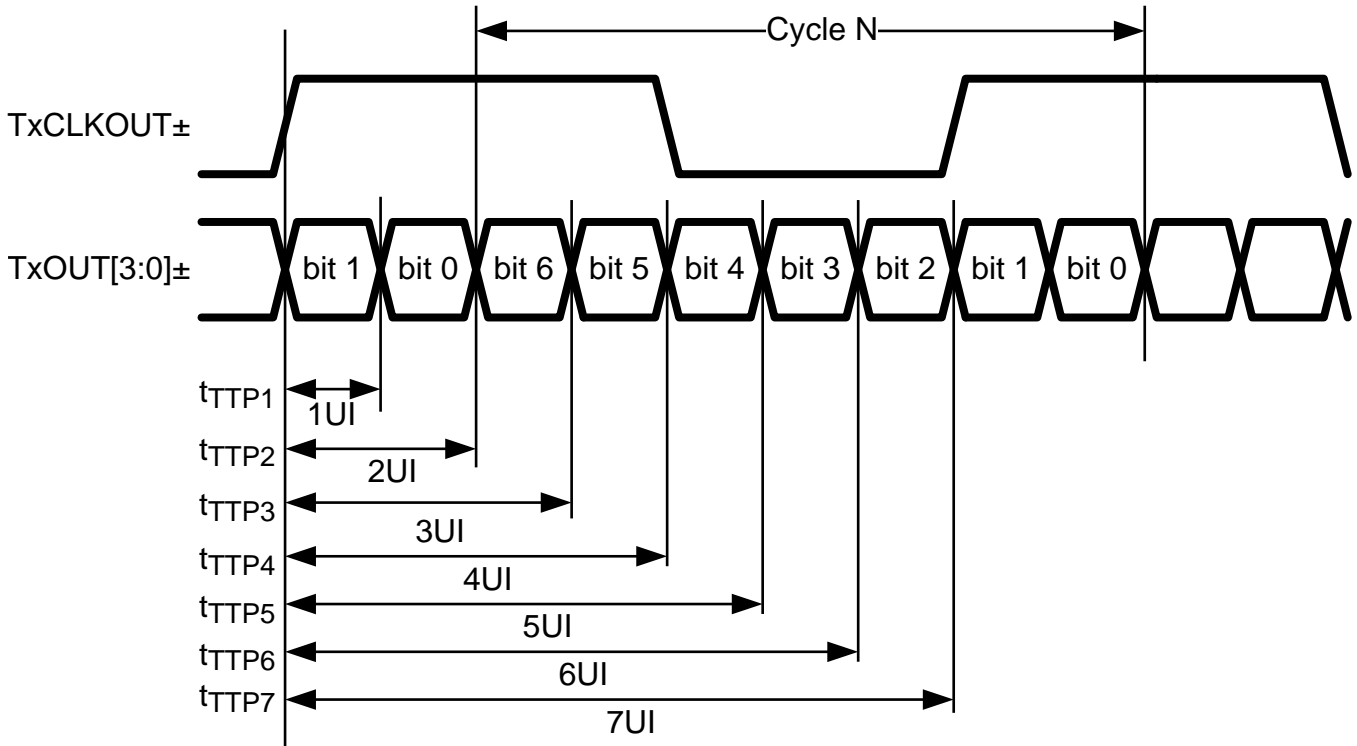 Cycle N
TxCLKOUT±
TxOUT[3:0]±
bit 1 bit 0 bit 6 bit 5 bit 4 bit 3 bit 2 bit 1 bit 0
tTTP1
1UI
tTTP2
2UI
tTTP3
3UI
tTTP4
4UI
tTTP5
5UI
tTTP6
6UI
tTTP7
7UI